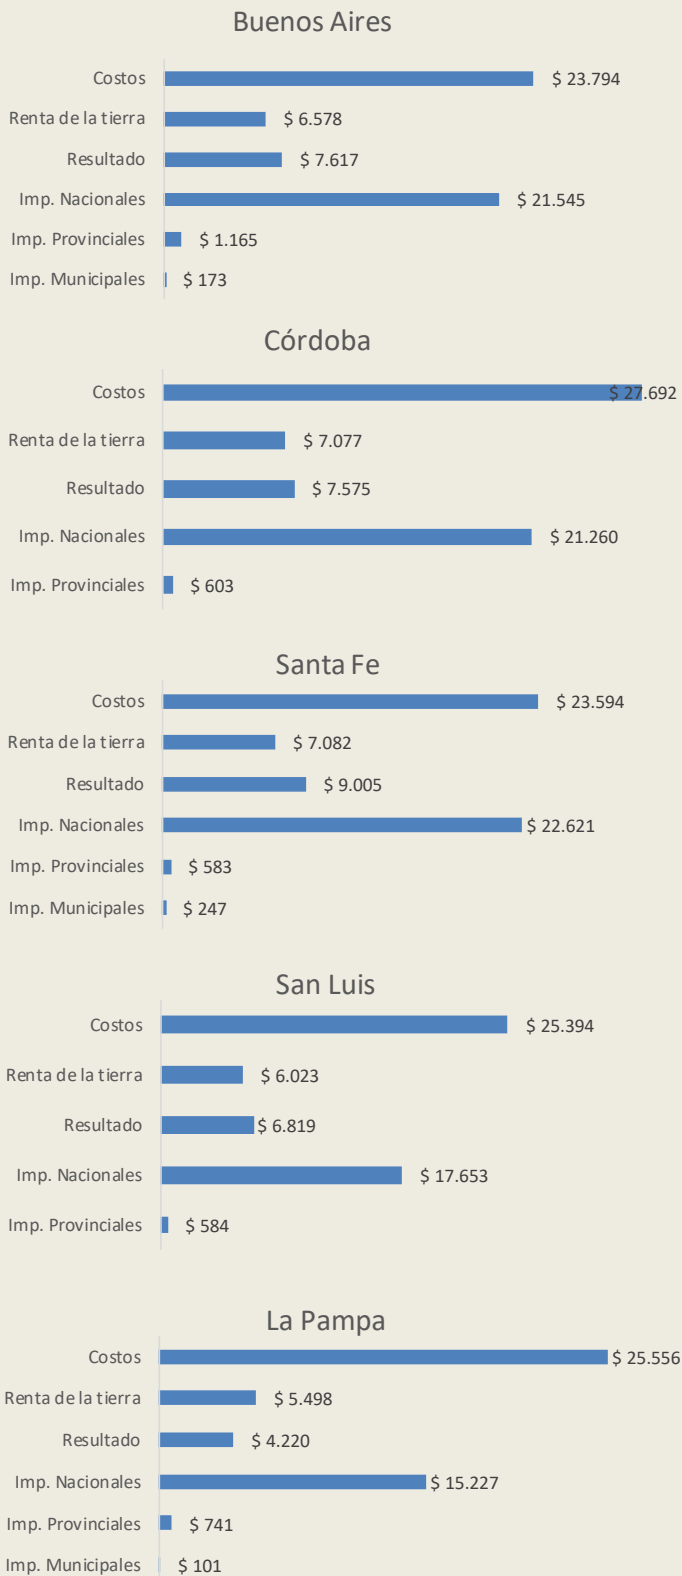 Buenos Aires
Costos $ 23.794
Renta de la tierra $ 6.578
Resultado $ 7.617
Imp. Nacionales $ 21.545
Imp. Provinciales $ 1.165
Imp. Municipales $ 173
Córdoba
Costos $ 27.692
Renta de la tierra $ 7.077
Resultado $ 7.575
Imp. Nacionales $ 21.260
Imp. Provinciales $ 603
Santa Fe
Costos $ 23.594
Renta de la tierra $ 7.082
Resultado $ 9.005
Imp. Nacionales $ 22.621
Imp. Provinciales $ 583
Imp. Municipales $ 247
San Luis
Costos $ 25.394
Renta de la tierra $ 6.023
Resultado $ 6.819
Imp. Nacionales $ 17.653
Imp. Provinciales $ 584
La Pampa
Costos $ 25.556
Renta de la tierra $ 5.498
Resultado $ 4.220
Imp. Nacionales $ 15.227
Imp. Provinciales $ 741
Imp. Municipales $ 101